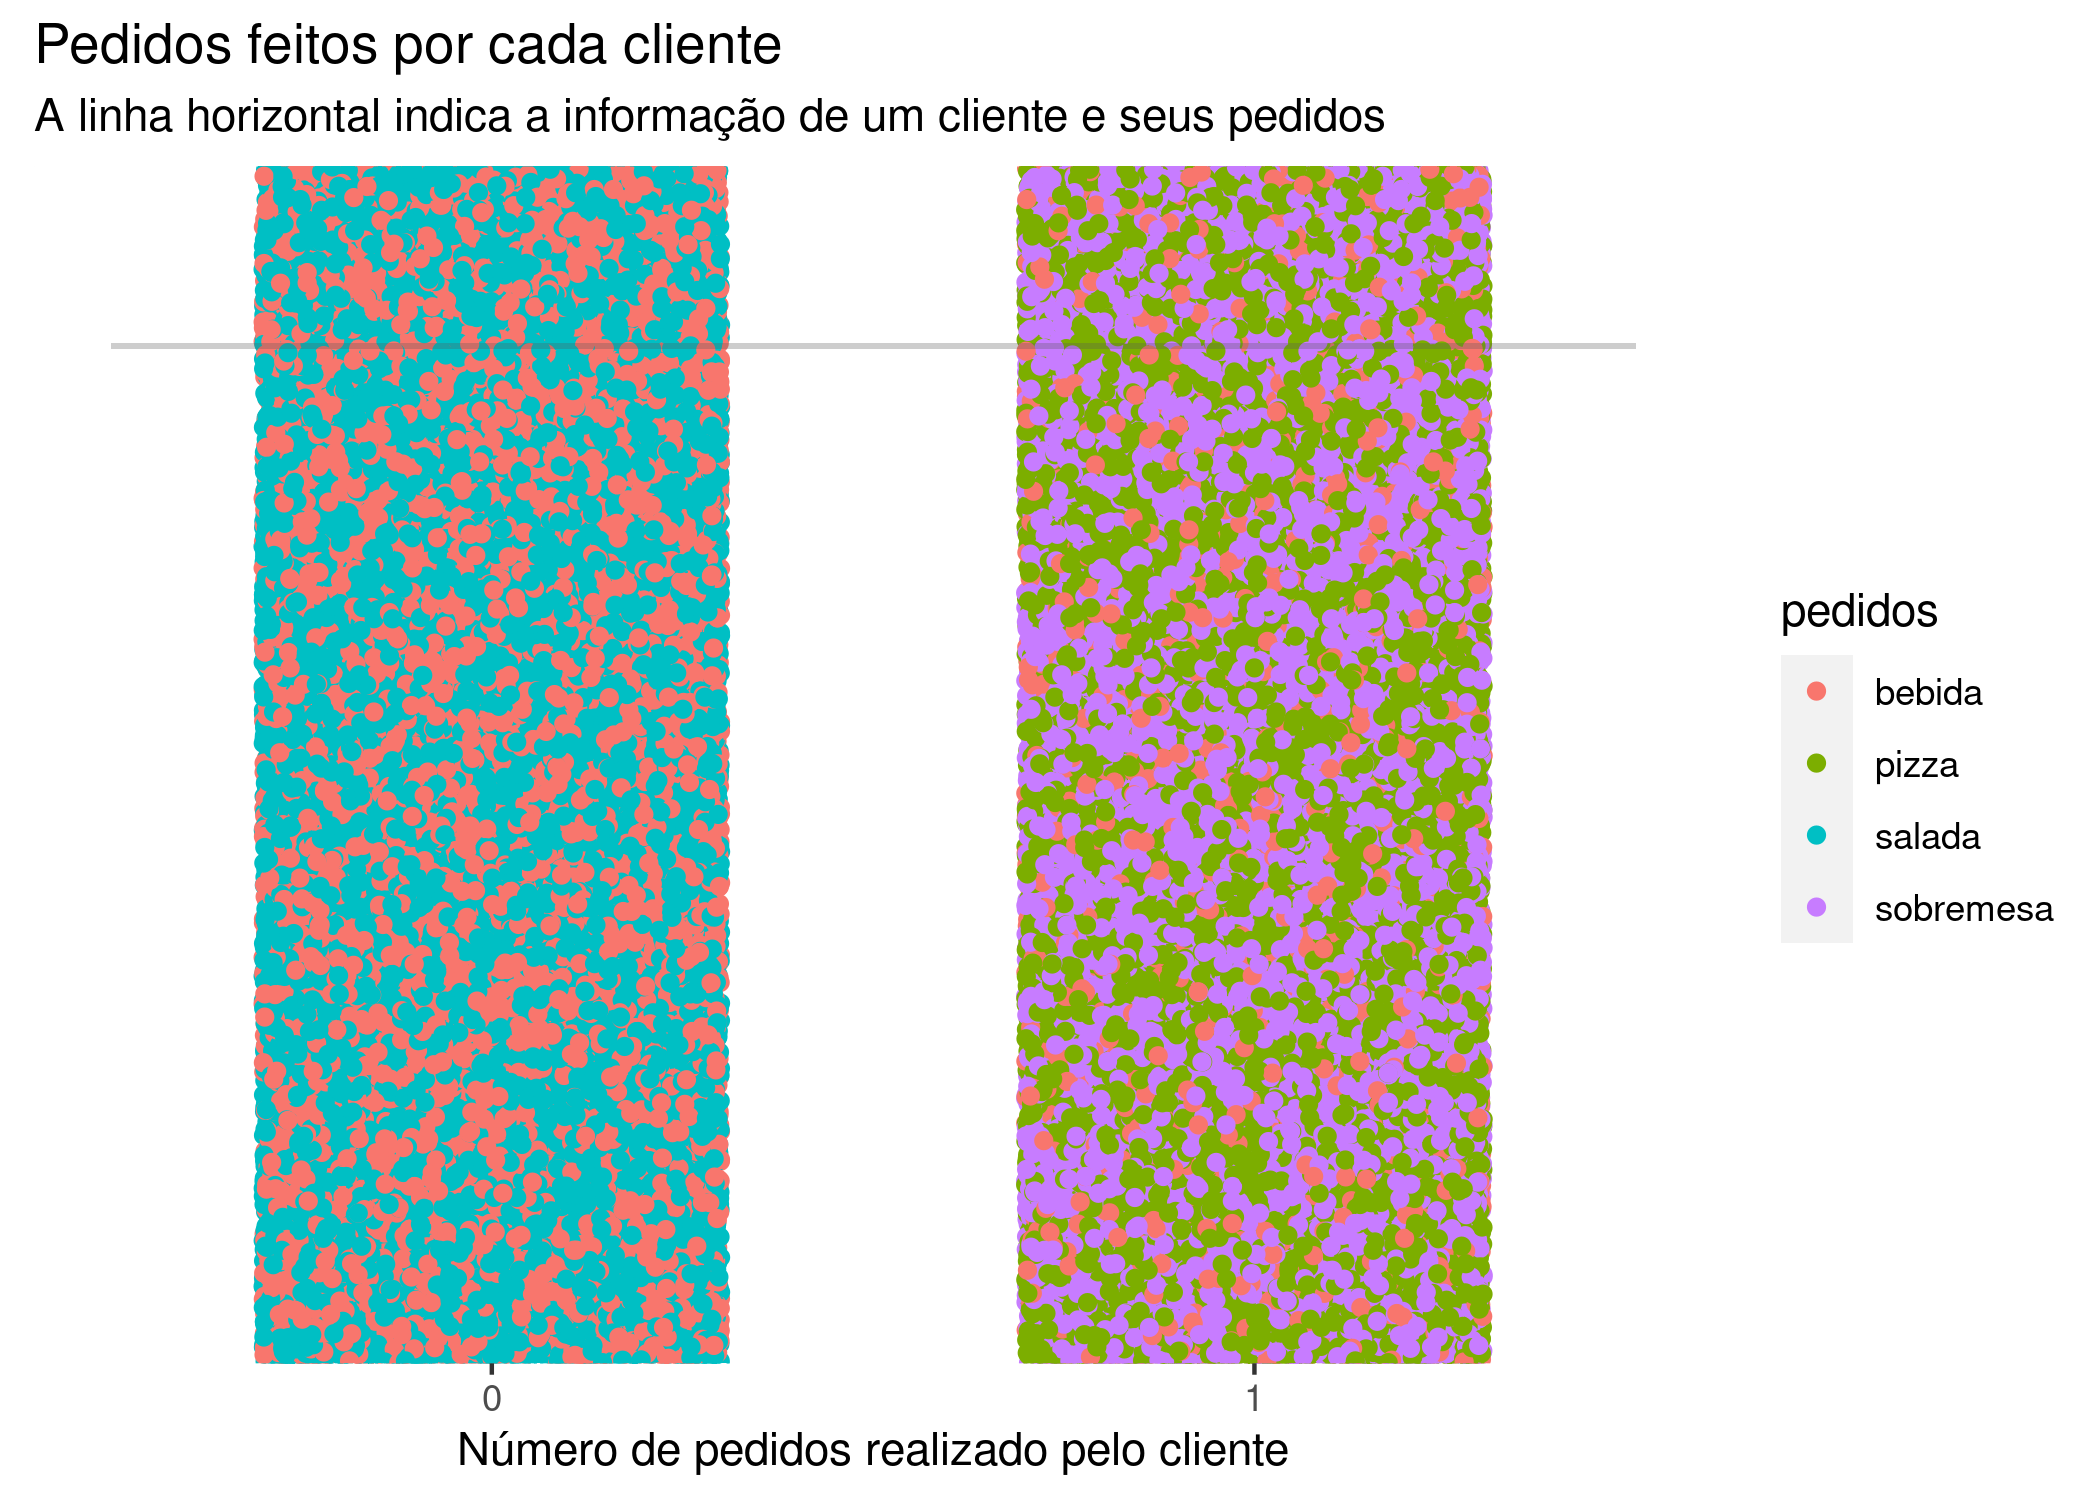 Pedidos feitos por cada cliente
A linha horizontal indica a informação de um cliente e seus pedidos
pedidos
bebida
pizza
salada
sobremesa
0
1
Número de pedidos realizado pelo cliente